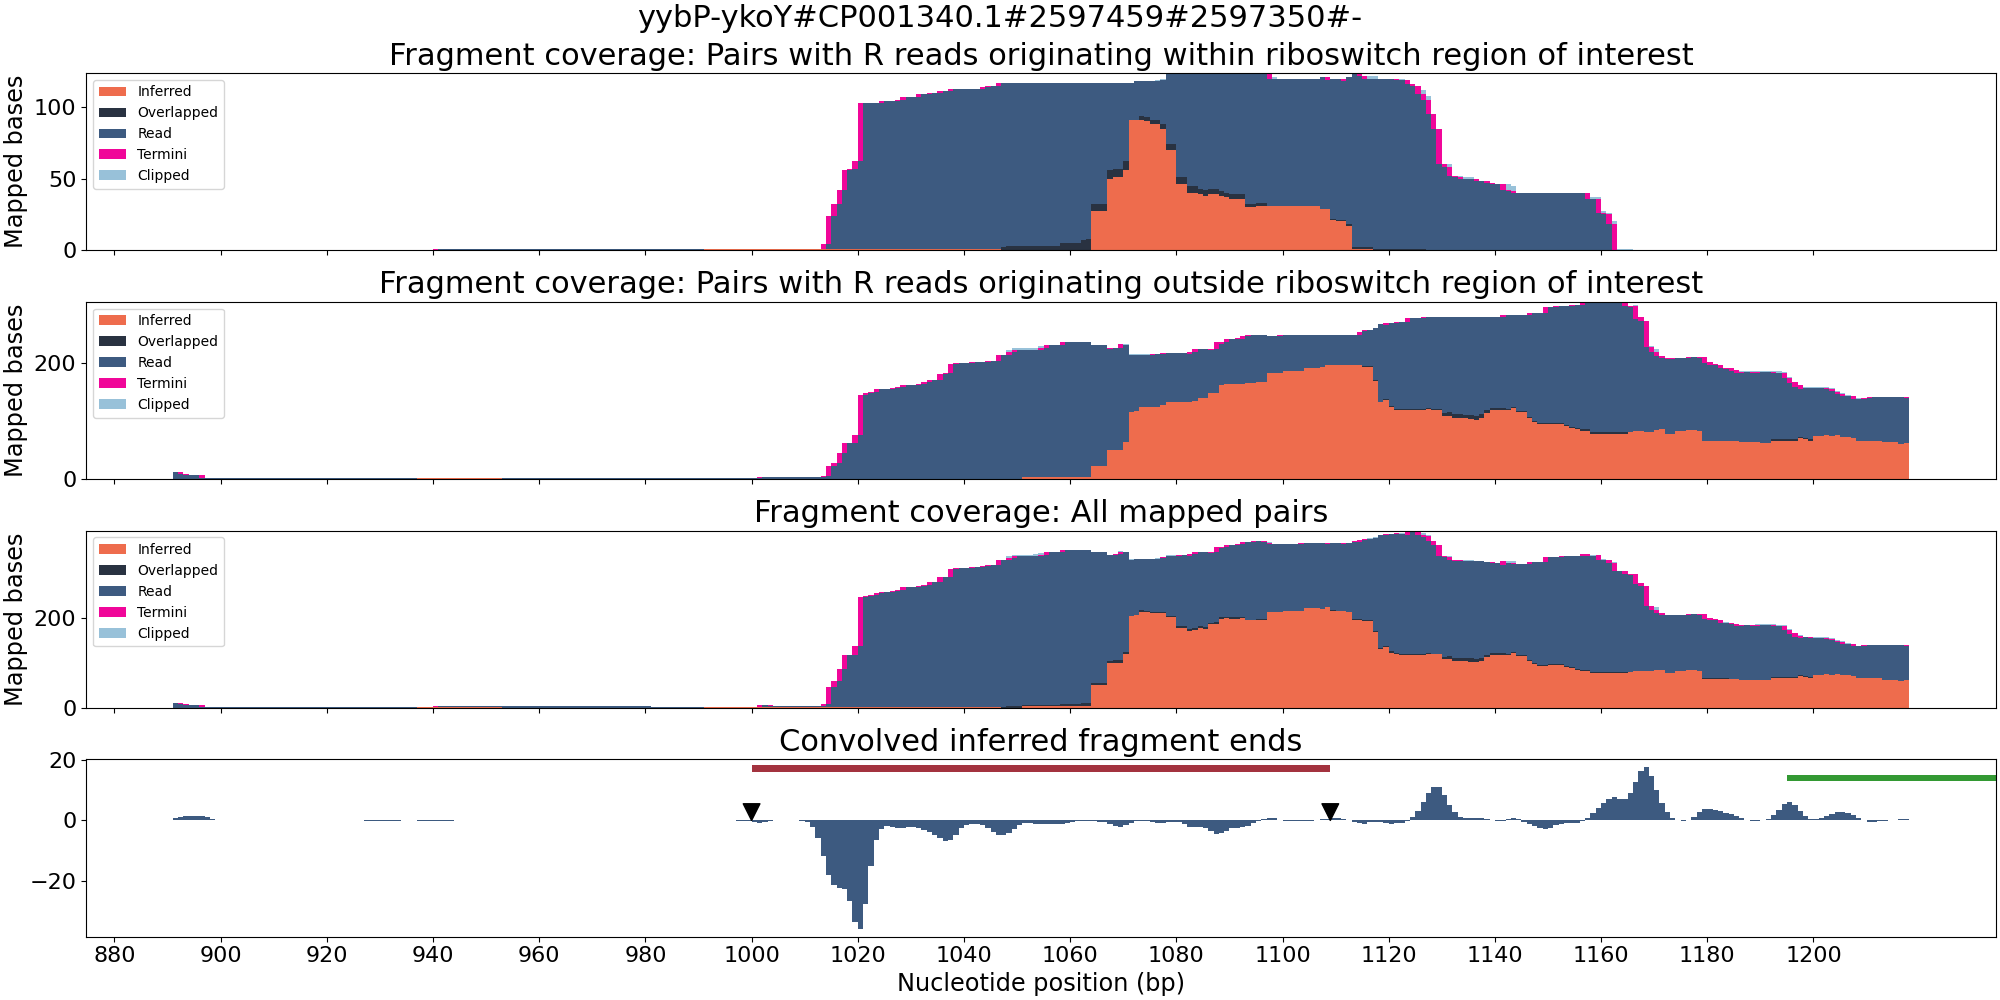 yybP-ykoY#CP001340.1#2597459#2597350#-
Fragment coverage: Pairs with R reads originating within riboswitch region of interest
Mapped bases
100
50
0
Inferred
Overlapped
Read
Termini
Clipped
Fragment coverage: Pairs with R reads originating outside riboswitch region of interest
Mapped bases
200
0
Inferred
Overlapped
Read
Termini
Clipped
Fragment coverage: All mapped pairs
Mapped bases
200
0
Inferred
Overlapped
Read
Termini
Clipped
Convolved inferred fragment ends
20
0
−20
880 900 920 940 960 980 1000 1020 1040 1060 1080 1100 1120 1140 1160 1180 1200
Nucleotide position (bp)